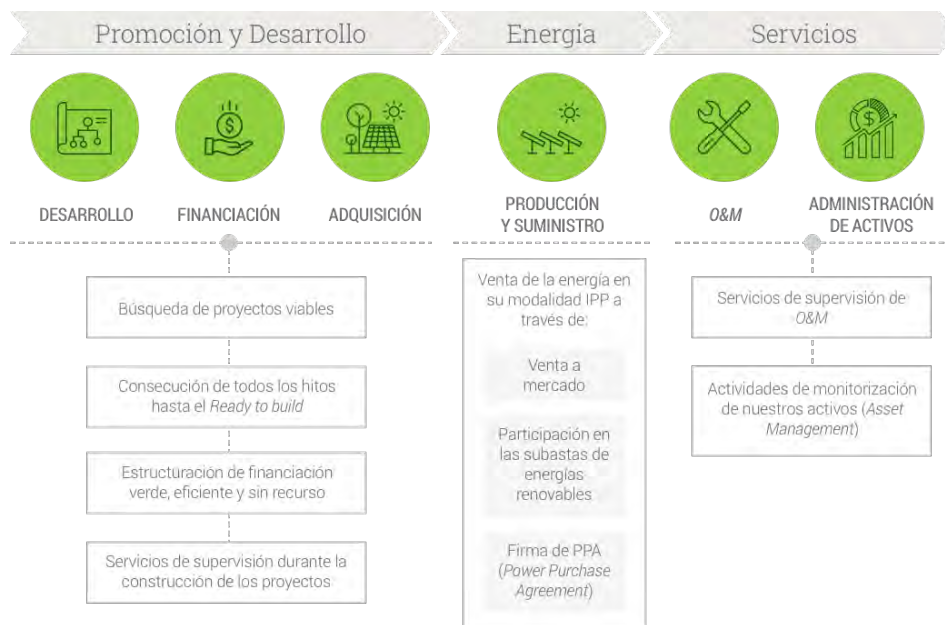 Promoción y Desarrollo
Energía
Servicios
DESARROLLO
FINANCIACIÓN
ADQUISICIÓN
PRODUCCIÓN
Y SUMINISTRO
O&M
ADMINISTRACIÓN
DE ACTIVOS
Búsqueda de proyectos viables
Consecución de todos los hitos
hasta el Ready to build
Estructuración de financiación
verde, eficiente y sin recurso
Servicios de supervisión durante la
construcción de los proyectos
Venta de la energía en
su modalidad IPP a
través de:
Venta a
mercado
Participación en
las subastas de
energías
renovables
Firma de PPA
(Power Purchase
Agreement)
Servicios de supervisión de
O&M
Actividades de monitorización
de nuestros activos (Asset
Management)